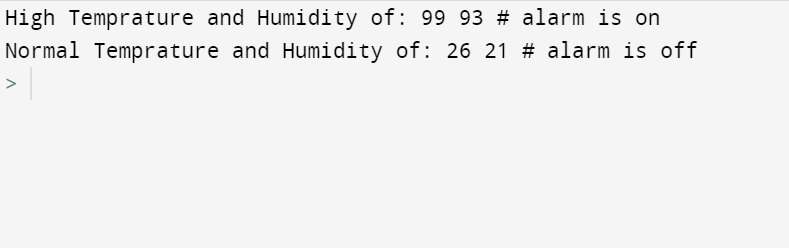 High Temprature and Humidity of: 99 93 # alarm is on
Normal Temprature and Humidity of: 26 21 # alarm is off
>